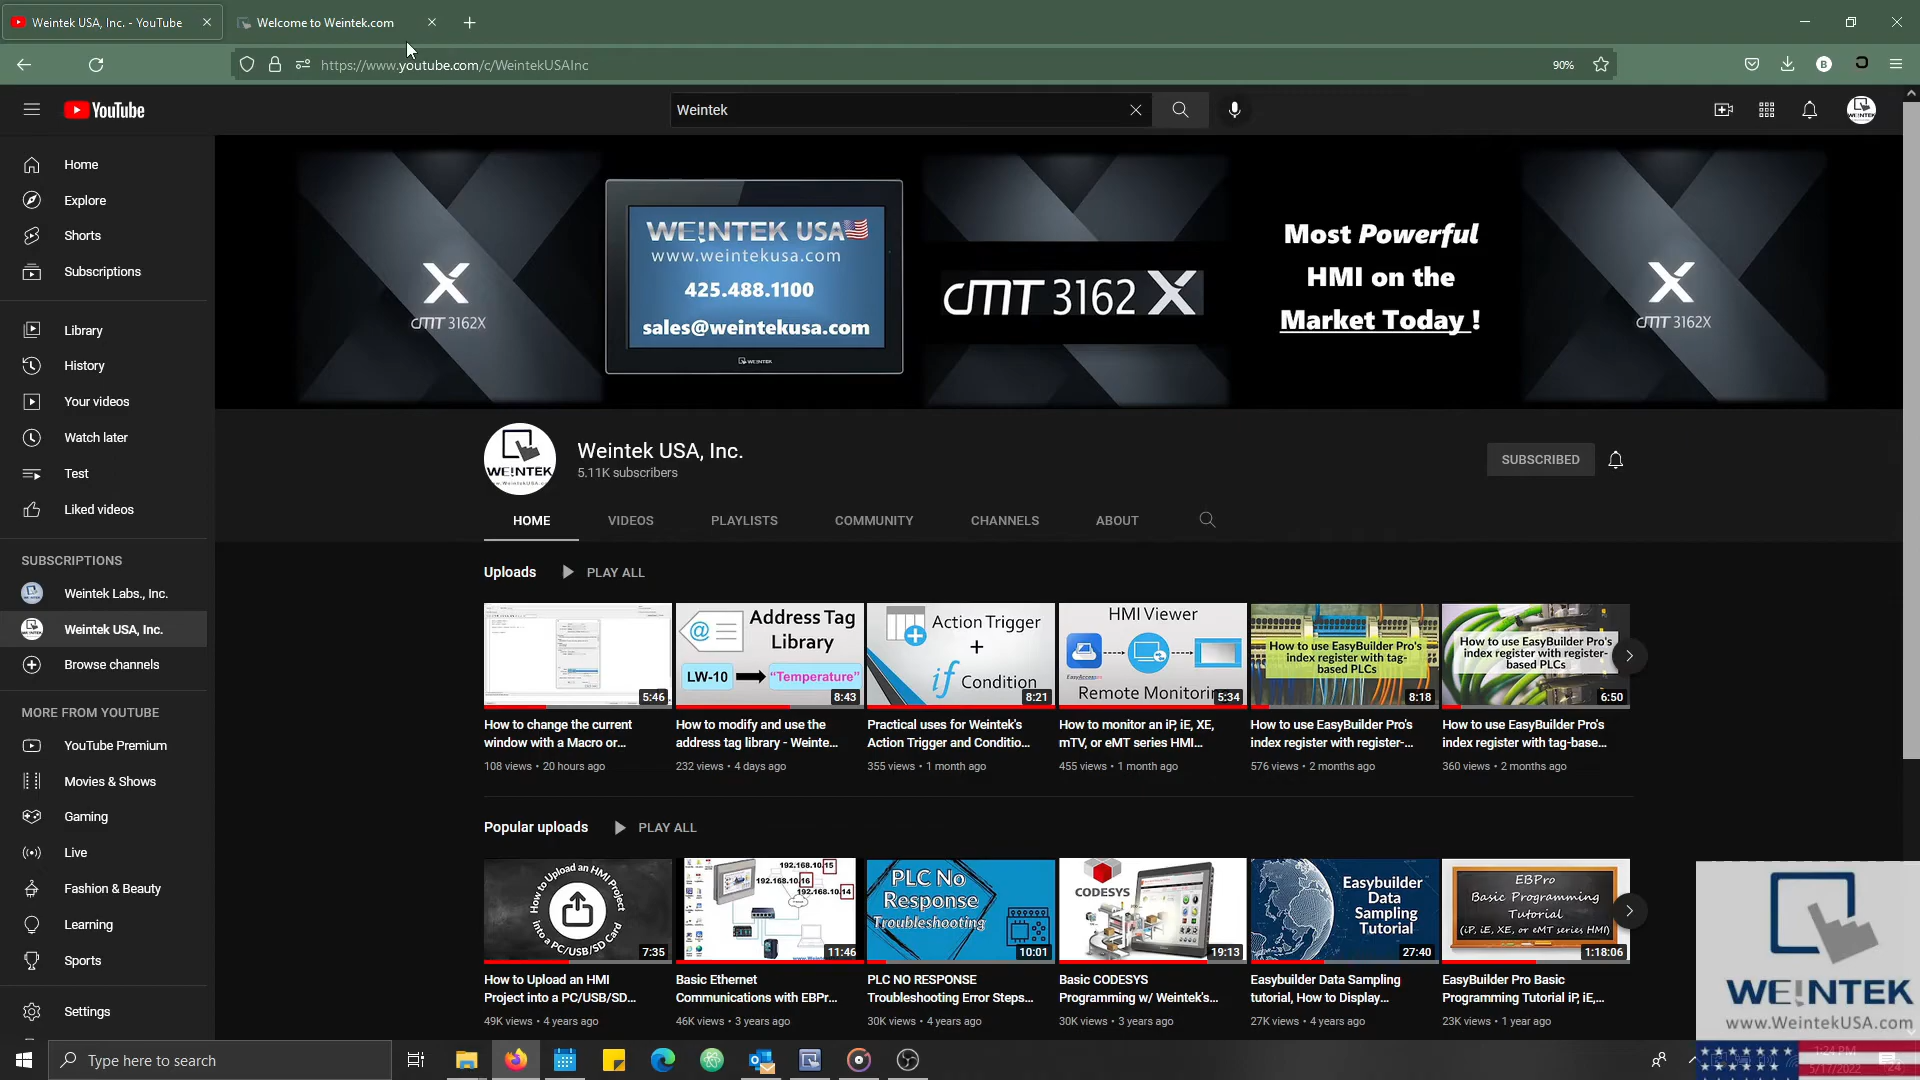 Weintek USA, Inc. - YouTube
Welcome to Weintek.com
https://www.youtube.com/c/WeintekUSAInc
90%
B
YouTube
Weintek
Home
Explore
Shorts
Subscriptions
Library
History
Your videos
Watch later
Test
Liked videos
SUBSCRIPTIONS
Weintek Labs., Inc.
Weintek USA, Inc.
Browse channels
MORE FROM YOUTUBE
YouTube Premium
Movies & Shows
Gaming
Live
Fashion & Beauty
Learning
Sports
Settings
X
cMT 3162X
WE!NTEK USA
www.weintekusa.com
425.488.1100
sales@weintekusa.com
WE!NTEK
cMT 3162 X
Most Powerful
HMI on the
Market Today !
X
cMT 3162X
WE!NTEK
Weintek USA, Inc.
5.11K subscribers
SUBSCRIBED
HOME
VIDEOS
PLAYLISTS
COMMUNITY
CHANNELS
ABOUT
Uploads
PLAY ALL
5:46
How to change the current
window with a Macro or...
108 views • 20 hours ago
Address Tag
Library
LW-10
"Temperature"
8:43
How to modify and use the
address tag library - Weinte...
232 views • 4 days ago
Action Trigger
+
if Condition
8:21
Practical uses for Weintek's
Action Trigger and Conditio...
355 views • 1 month ago
HMI Viewer
EasyAccess
Remote Monitorin
5:34
How to monitor an iP, iE, XE,
mTV, or eMT series HMI...
455 views • 1 month ago
How to use EasyBuilder Pro's
index register with tag-
based PLCs
8:18
How to use EasyBuilder Pro's
index register with register-...
576 views • 2 months ago
How to use EasyBuilder Pro's
index register with register-
based PLCs
6:50
How to use EasyBuilder Pro's
index register with tag-base...
360 views • 2 months ago
Popular uploads
PLAY ALL
How to Upload an HMI Project
into a PC/USB/SD Card
7:35
How to Upload an HMI
Project into a PC/USB/SD...
49K views • 4 years ago
192.168.10.15
192.168.10.16
192.168.10.14
11:46
Basic Ethernet
Communications with EBPr...
46K views • 3 years ago
PLC No
Response
Troubleshooting
10:01
PLC NO RESPONSE
Troubleshooting Error Steps...
30K views • 4 years ago
CODESYS
19:13
Basic CODESYS
Programming w/ Weintek's...
30K views • 3 years ago
Easybuilder
Data
Sampling
Tutorial
27:40
Easybuilder Data Sampling
tutorial, How to Display...
27K views • 4 years ago
EBPro
Basic Programming
Tutorial
(iP, iE, XE, or eMT series HMI)
1:18:06
EasyBuilder Pro Basic
Programming Tutorial iP, iE,...
23K views • 1 year ago
WE!NTEK
www.WeintekUSA.com
Type here to search
1:24 PM
5/17/2022